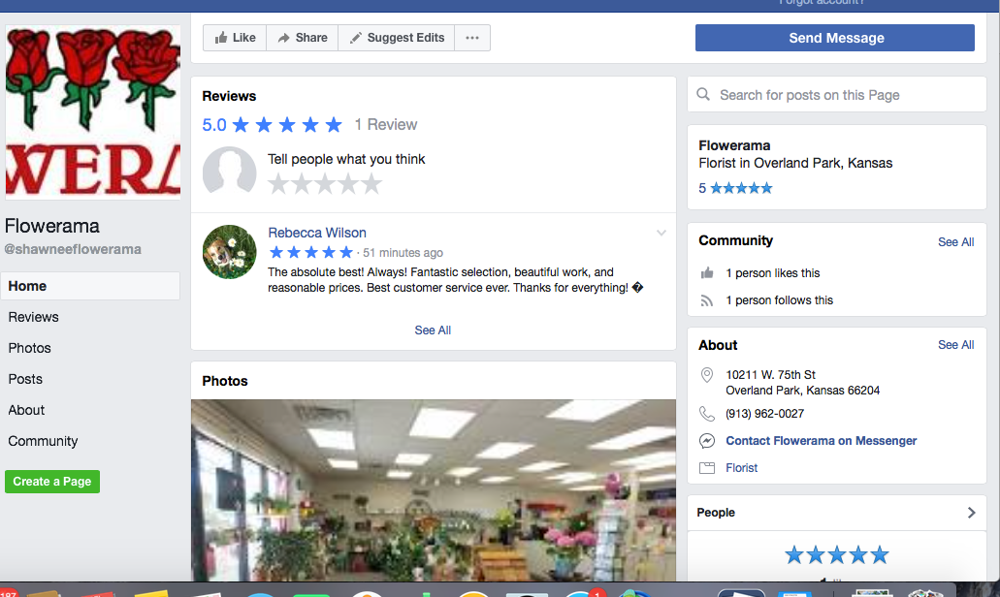 Forgot account?
Like
Share
Suggest Edits
Send Message
WERA
Flowerama
@shawneeflowerama
Home
Reviews
Photos
Posts
About
Community
Create a Page
Reviews
5.0
1 Review
Tell people what you think
Rebecca Wilson
· 51 minutes ago
The absolute best! Always! Fantastic selection, beautiful work, and
reasonable prices. Best customer service ever. Thanks for everything! �
See All
Photos
Search for posts on this Page
Flowerama
Florist in Overland Park, Kansas
5
Community
See All
1 person likes this
1 person follows this
About
See All
10211 W. 75th St
Overland Park, Kansas 66204
(913) 962-0027
Contact Flowerama on Messenger
Florist
People
187
1